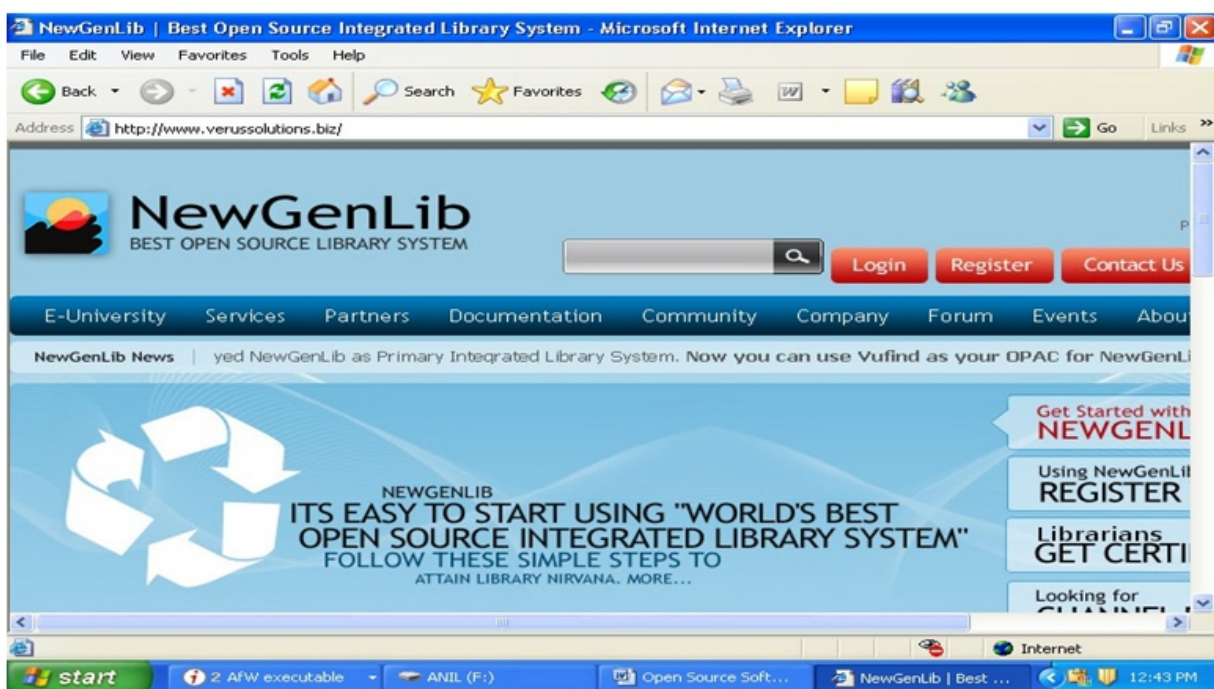 NewGenLib | Best Open Source Integrated Library System - Microsoft Internet Explorer
File Edit View Favorites Tools Help
Back Search Favorites
Address http://www.verussolutions.biz/ Go Links »
NewGenLib
BEST OPEN SOURCE LIBRARY SYSTEM
P
Login Register Contact Us
E-University Services Partners Documentation Community Company Forum Events Abou
NewGenLib News | yed NewGenLib as Primary Integrated Library System. Now you can use Vufind as your OPAC for NewGenLi
Get Started with
NEWGENL
Using NewGenLi
REGISTER
NEWGENLIB
ITS EASY TO START USING "WORLD'S BEST
OPEN SOURCE INTEGRATED LIBRARY SYSTEM"
FOLLOW THESE SIMPLE STEPS TO
ATTAIN LIBRARY NIRVANA. MORE...
Librarians
GET CERTI
Looking for
Internet
start 2 AfW executable ANIL (F:) Open Source Soft... NewGenLib | Best ... 12:43 PM